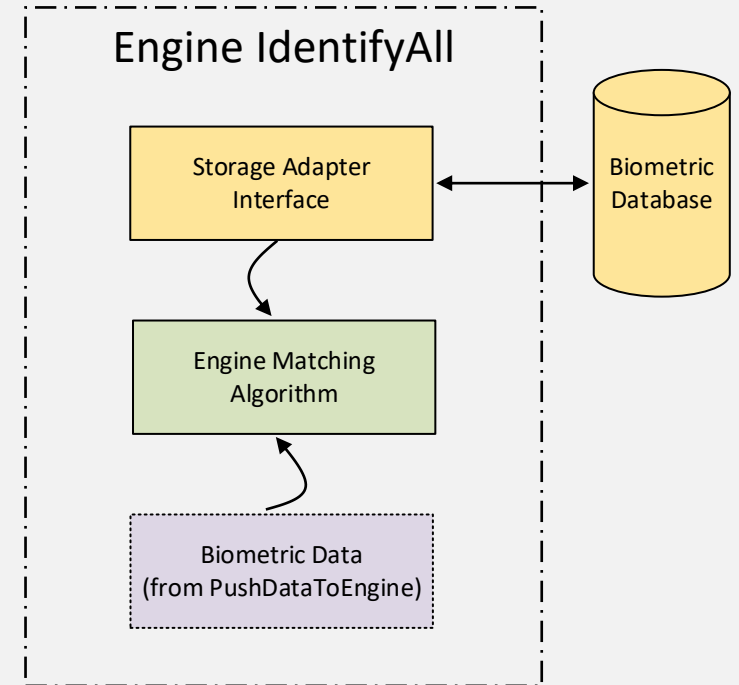 Engine IdentifyAll
Storage Adapter
Interface
Biometric
Database
Engine Matching
Algorithm
Biometric Data
(from PushDataToEngine)